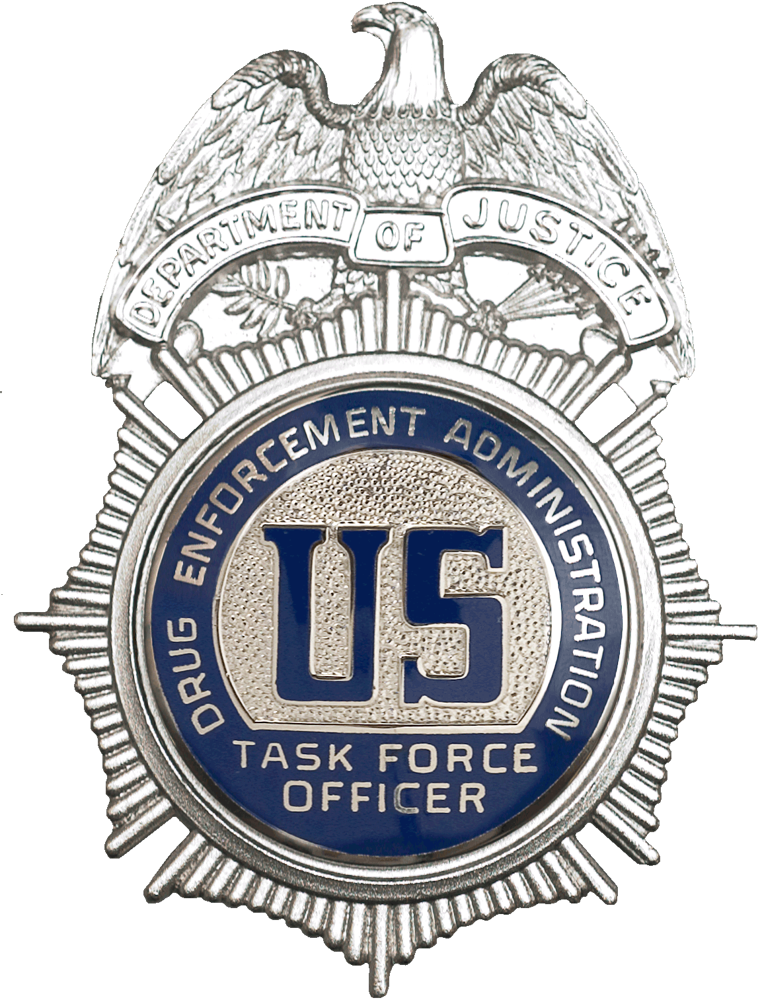 DEPARTMENT OF JUSTICE
DRUG ENFORCEMENT ADMINISTRATION
US
TASK FORCE
OFFICER